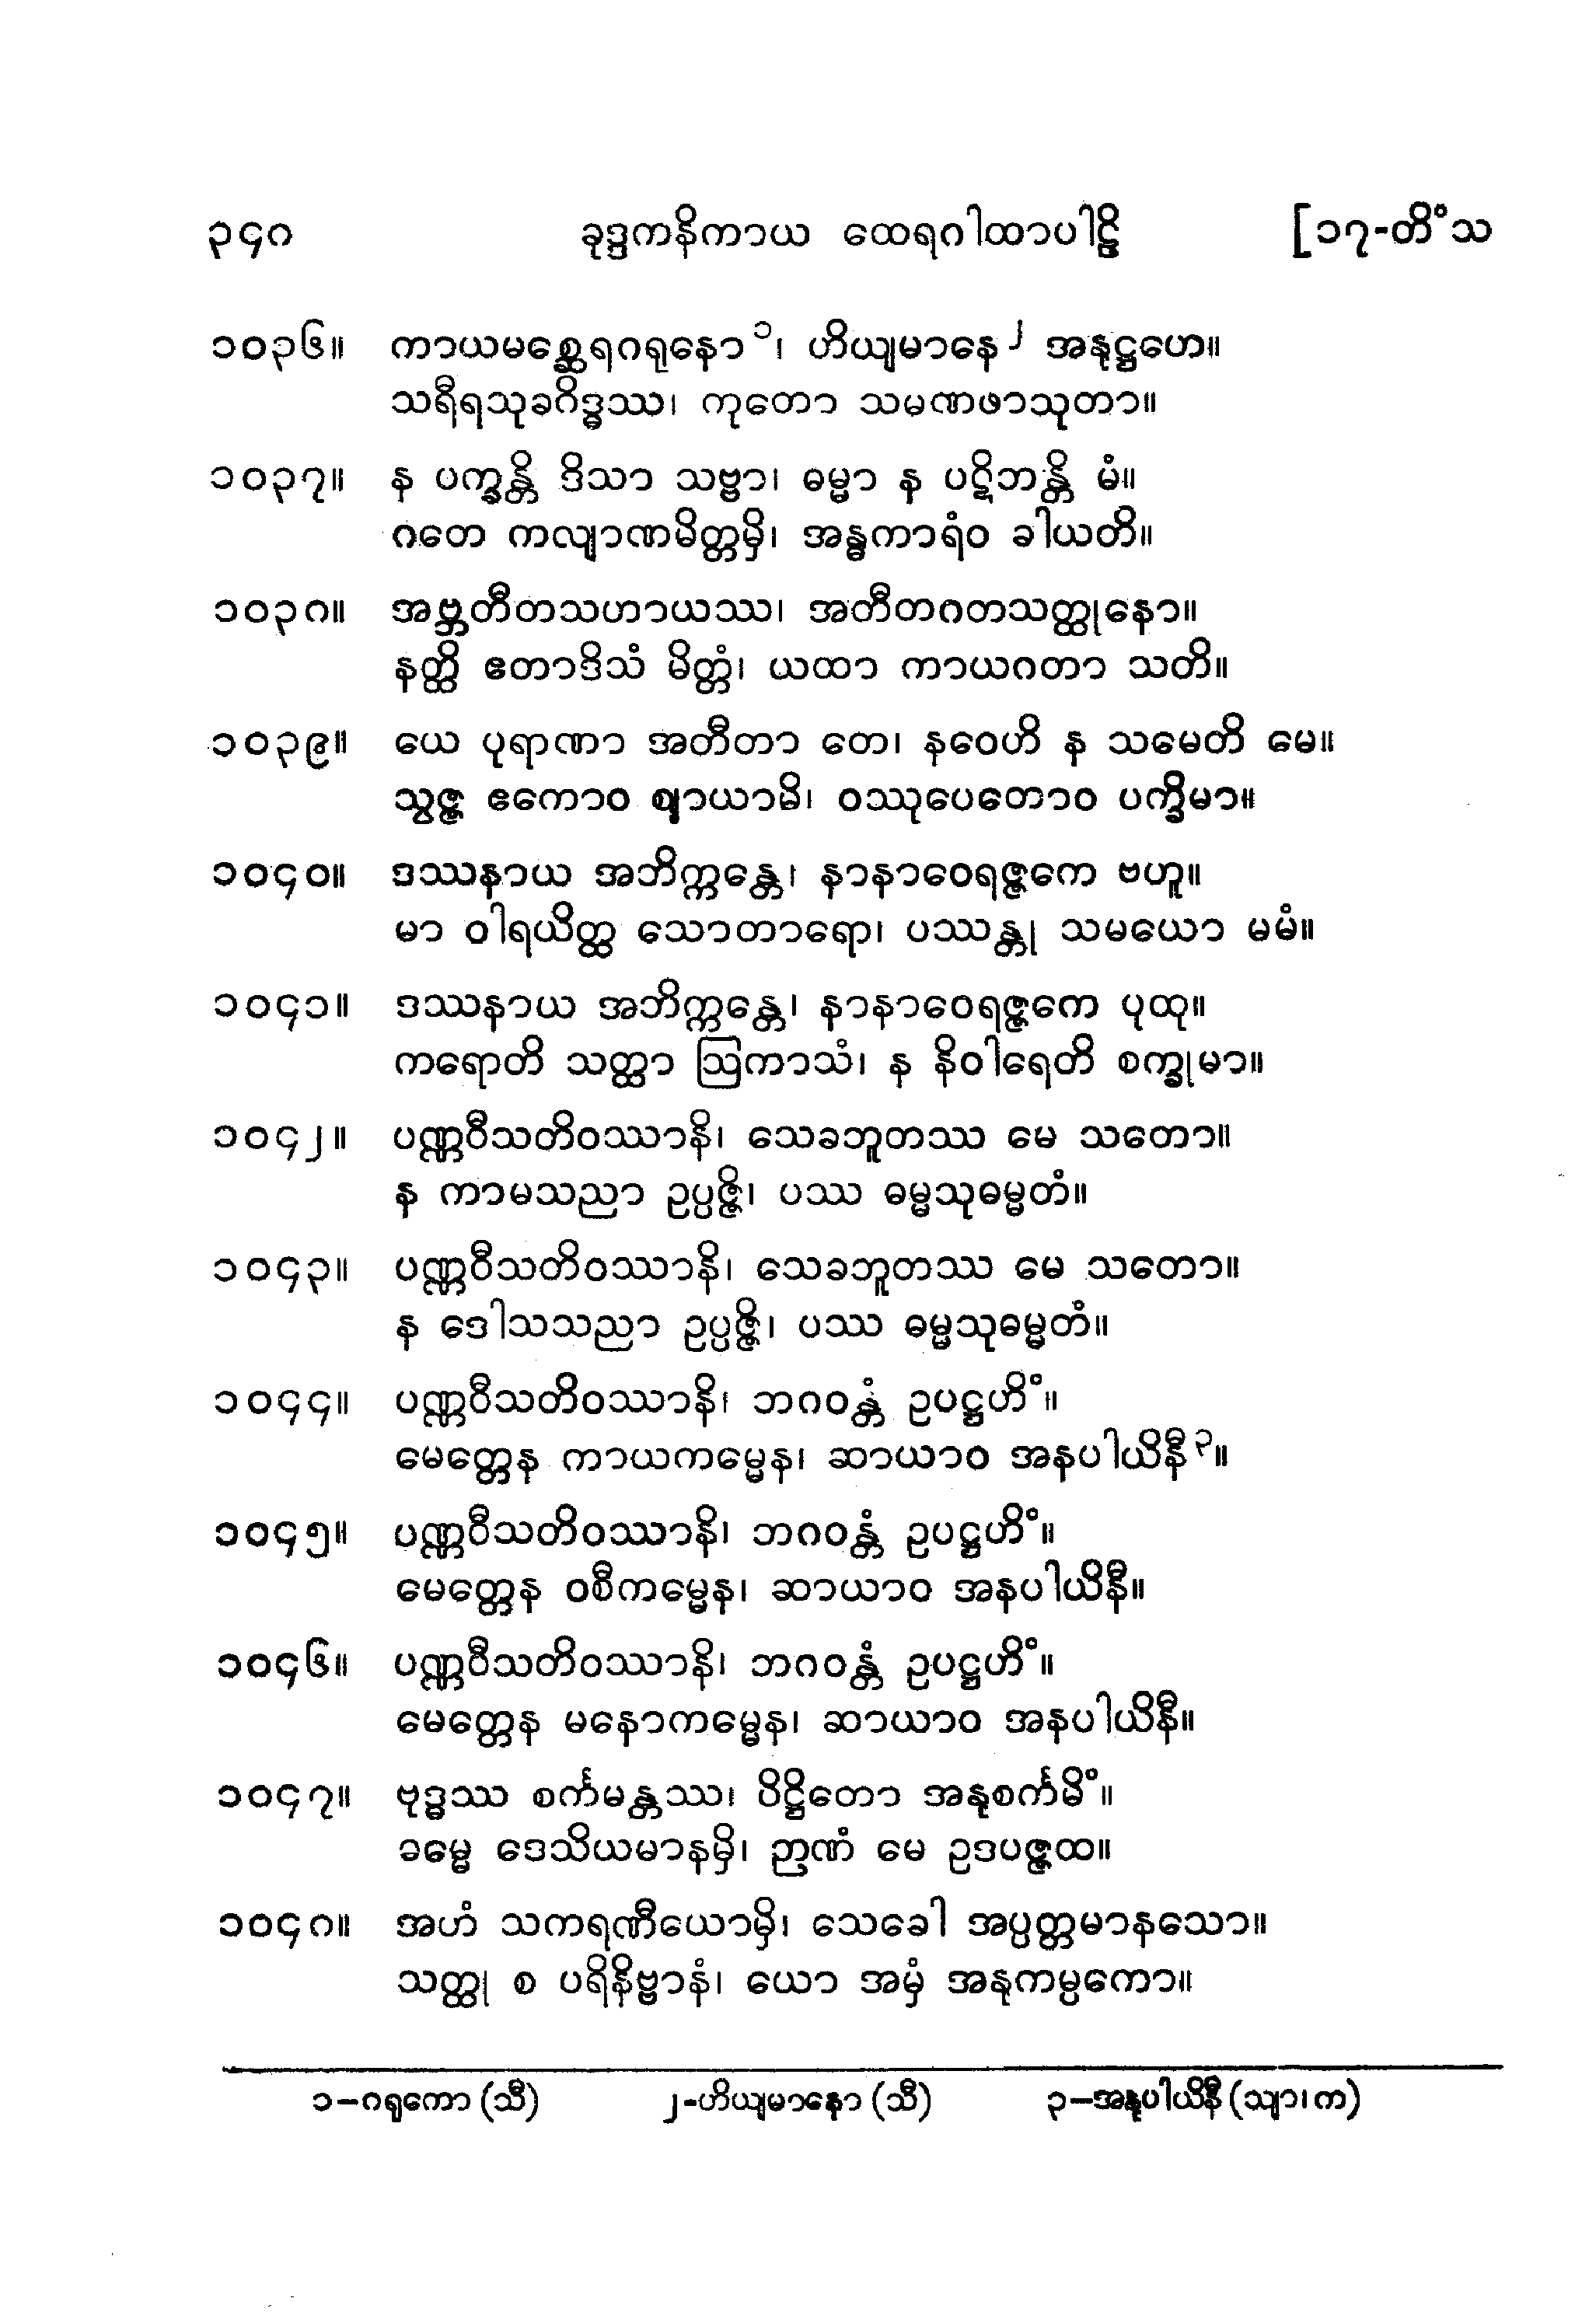 ၃၄ဂ ခုဒ္ဒကနိကာယ ထေရဂါထာပါဠိ [၁၇-တိံသ
၁၀၃၆။ ကာယမစ္ဆေရဂရုနော၁၊ ဟိယျမာနေ၂ အနုဋ္ဌဟေ။
သရီရသုခဂိဒ္ဓဿ၊ ကုတော သမဏဖာသုတာ။
၁၀၃၇။ န ပက္ခန္တိ ဒိသာ သဗ္ဗာ၊ ဓမ္မာ န ပဋိဘန္တိ မံ။
ဂတေ ကလျာဏမိတ္တမှိ၊ အန္ဓကာရံဝ ခါယတိ။
၁၀၃ဂ။ အဗ္ဘတီတသဟာယဿ၊ အတီတဂတသတ္ထုနော။
နတ္ထိ ဧတာဒိသံ မိတ္တံ၊ ယထာ ကာယဂတာ သတိ။
၁၀၃၉။ ယေ ပုရာဏာ အတီတာ တေ၊ နဝေဟိ န သမေတိ မေ။
သွဇ္ဇ ဧကောဝ ဈာယာမိ၊ ဝဿုပေတောဝ ပက္ခိမာ။
၁၀၄၀။ ဒဿနာယ အဘိက္ကန္တေ၊ နာနာဝေရဇ္ဇကေ ဗဟူ။
မာ ဝါရယိတ္ထ သောတာရော၊ ပဿန္တု သမယော မမံ။
၁၀၄၁။ ဒဿနာယ အဘိက္ကန္တေ၊ နာနာဝေရဇ္ဇကေ ပုထု။
ကရောတိ သတ္ထာ ဩကာသံ၊ န နိဝါရေတိ စက္ခုမာ။
၁၀၄၂။ ပဏ္ဏဝီသတိဝဿာနိ၊ သေခဘူတဿ မေ သတော။
န ကာမသညာ ဥပ္ပဇ္ဇိ၊ ပဿ ဓမ္မသုဓမ္မတံ။
၁၀၄၃။ ပဏ္ဏဝီသတိဝဿာနိ၊ သေခဘူတဿ မေ သတော။
န ဒေါသသညာ ဥပ္ပဇ္ဇိ၊ ပဿ ဓမ္မသုဓမ္မတံ။
၁၀၄၄။ ပဏ္ဏဝီသတိဝဿာနိ၊ ဘဂဝန္တံ ဥပဋ္ဌဟိံ။
မေတ္တေန ကာယကမ္မေန၊ ဆာယာဝ အနပါယိနီ၃။
၁၀၄၅။ ပဏ္ဏဝီသတိဝဿာနိ၊ ဘဂဝန္တံ ဥပဋ္ဌဟိံ။
မေတ္တေန ဝစီကမ္မေန၊ ဆာယာဝ အနပါယိနီ။
၁၀၄၆။ ပဏ္ဏဝီသတိဝဿာနိ၊ ဘဂဝန္တံ ဥပဋ္ဌဟိံ။
မေတ္တေန မနောကမ္မေန၊ ဆာယာဝ အနပါယိနီ။
၁၀၄၇။ ဗုဒ္ဓဿ စင်္ကမန္တဿ၊ ပိဋ္ဌိတော အနုစင်္ကမိံ။
ဓမ္မေ ဒေသိယမာနမှိ၊ ဉာဏံ မေ ဥဒပဇ္ဇထ။
၁၀၄ဂ။ အဟံ သကရဏီယောမှိ၊ သေခေါ အပ္ပတ္တမာနသော။
သတ္ထု စ ပရိနိဗ္ဗာနံ၊ ယော အမှံ အနုကမ္ပကော။
၁–ဂရုကော (သီ) ၂-ဟိယျမာနော (သီ) ၃–အနုပါယိနီ (သျာ၊ က)